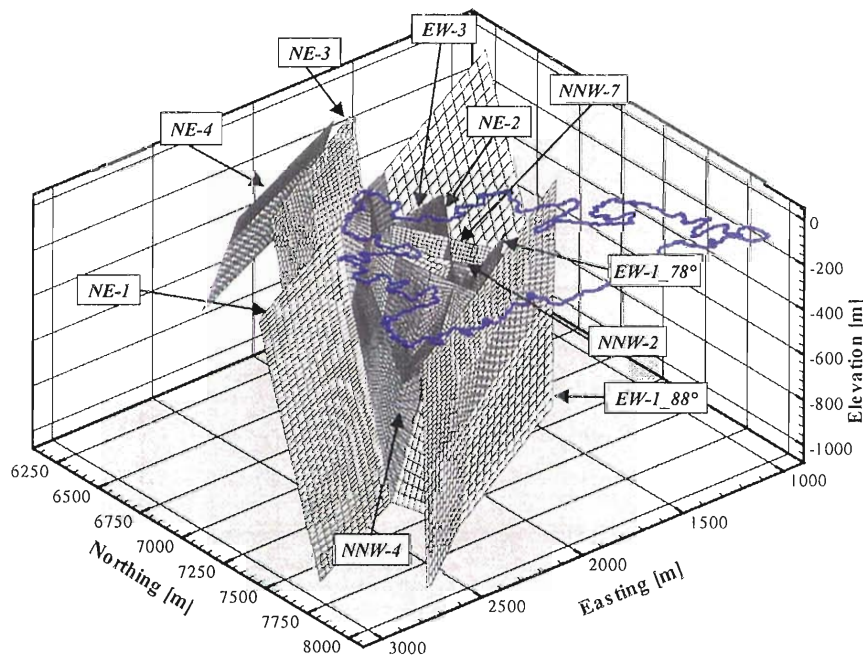 EW-3
NE-3
NNW-7
NE-4
NE-2
EW-1_78°
NE-1
NNW-2
EW-1_88°
NNW-4
0
-200
-400
-600
-800
-1000
Elevation [m]
6250
6500
6750
7000
7250
7500
7750
8000
Northing [m]
1000
1500
2000
2500
3000
Easting [m]